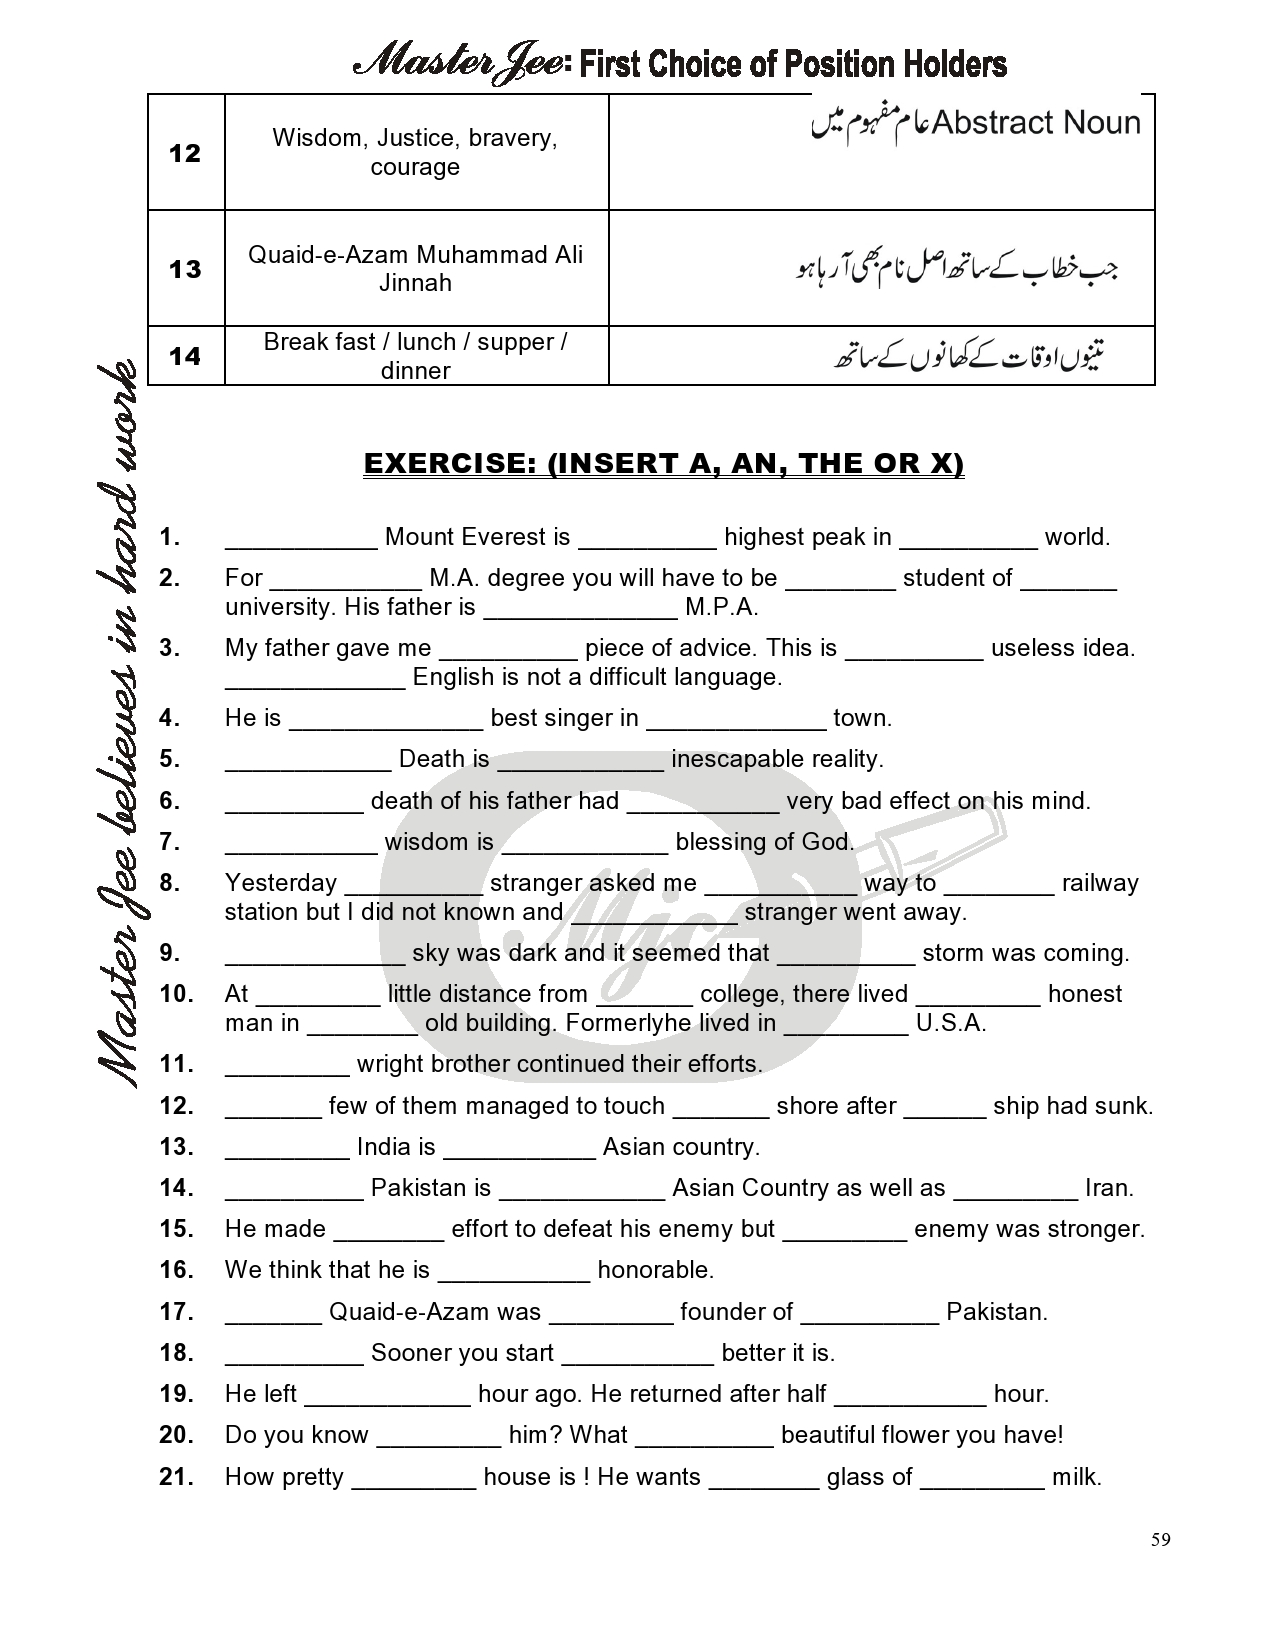 Master Jee: First Choice of Position Holders
12
Wisdom, Justice, bravery,
courage
عام مفہوم میں Abstract Noun
13
Quaid-e-Azam Muhammad Ali
Jinnah
جب خطاب کے ساتھ اصل نام بھی آ رہا ہو
14
Break fast / lunch / supper /
dinner
تینوں اوقات کے کھانوں کے ساتھ
Master Jee believes in hard work
EXERCISE: (INSERT A, AN, THE OR X)
1. ___________ Mount Everest is __________ highest peak in __________ world.
2. For ___________ M.A. degree you will have to be ________ student of _______
university. His father is ______________ M.P.A.
3. My father gave me __________ piece of advice. This is __________ useless idea.
_____________ English is not a difficult language.
4. He is ______________ best singer in _____________ town.
5. ____________ Death is ____________ inescapable reality.
6. __________ death of his father had ___________ very bad effect on his mind.
7. ___________ wisdom is ____________ blessing of God.
8. Yesterday __________ stranger asked me ___________ way to ________ railway
station but I did not known and ____________ stranger went away.
9. _____________ sky was dark and it seemed that __________ storm was coming.
10. At _________ little distance from _______ college, there lived _________ honest
man in ________ old building. Formerlyhe lived in _________ U.S.A.
11. _________ wright brother continued their efforts.
12. _______ few of them managed to touch _______ shore after ______ ship had sunk.
13. _________ India is ___________ Asian country.
14. __________ Pakistan is ____________ Asian Country as well as _________ Iran.
15. He made ________ effort to defeat his enemy but _________ enemy was stronger.
16. We think that he is ___________ honorable.
17. _______ Quaid-e-Azam was _________ founder of __________ Pakistan.
18. __________ Sooner you start ___________ better it is.
19. He left ____________ hour ago. He returned after half ___________ hour.
20. Do you know _________ him? What __________ beautiful flower you have!
21. How pretty _________ house is ! He wants ________ glass of _________ milk.
Mjc
59